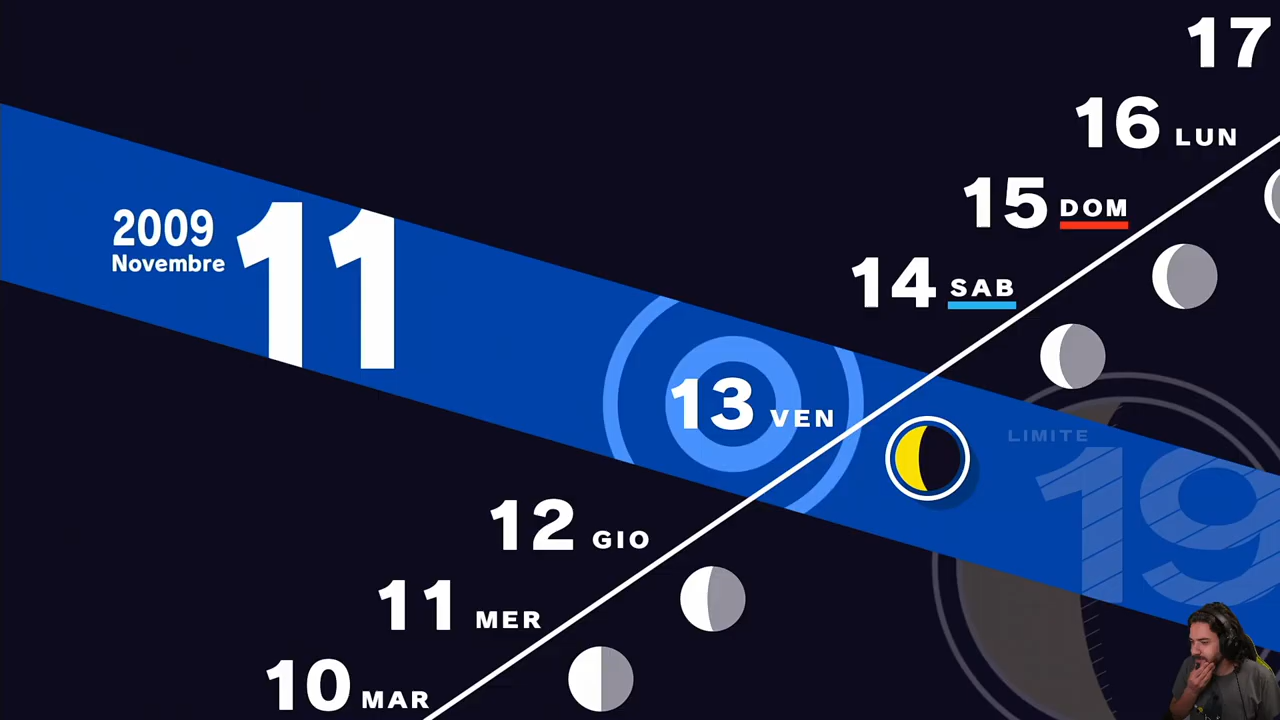 17
16 LUN
15 DOM
14 SAB
2009
Novembre
11
13 VEN
LIMITE
19
12 GIO
11 MER
10 MAR